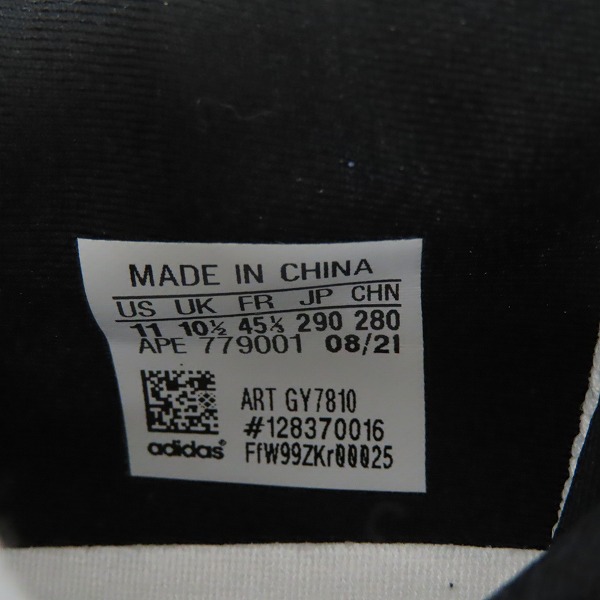 MADE IN CHINA
US UK FR JP CHN
11 10½ 45⅓ 290 280
APE 779001 08/21
ART GY7810
#128370016
adidas® FfW99ZKr00025